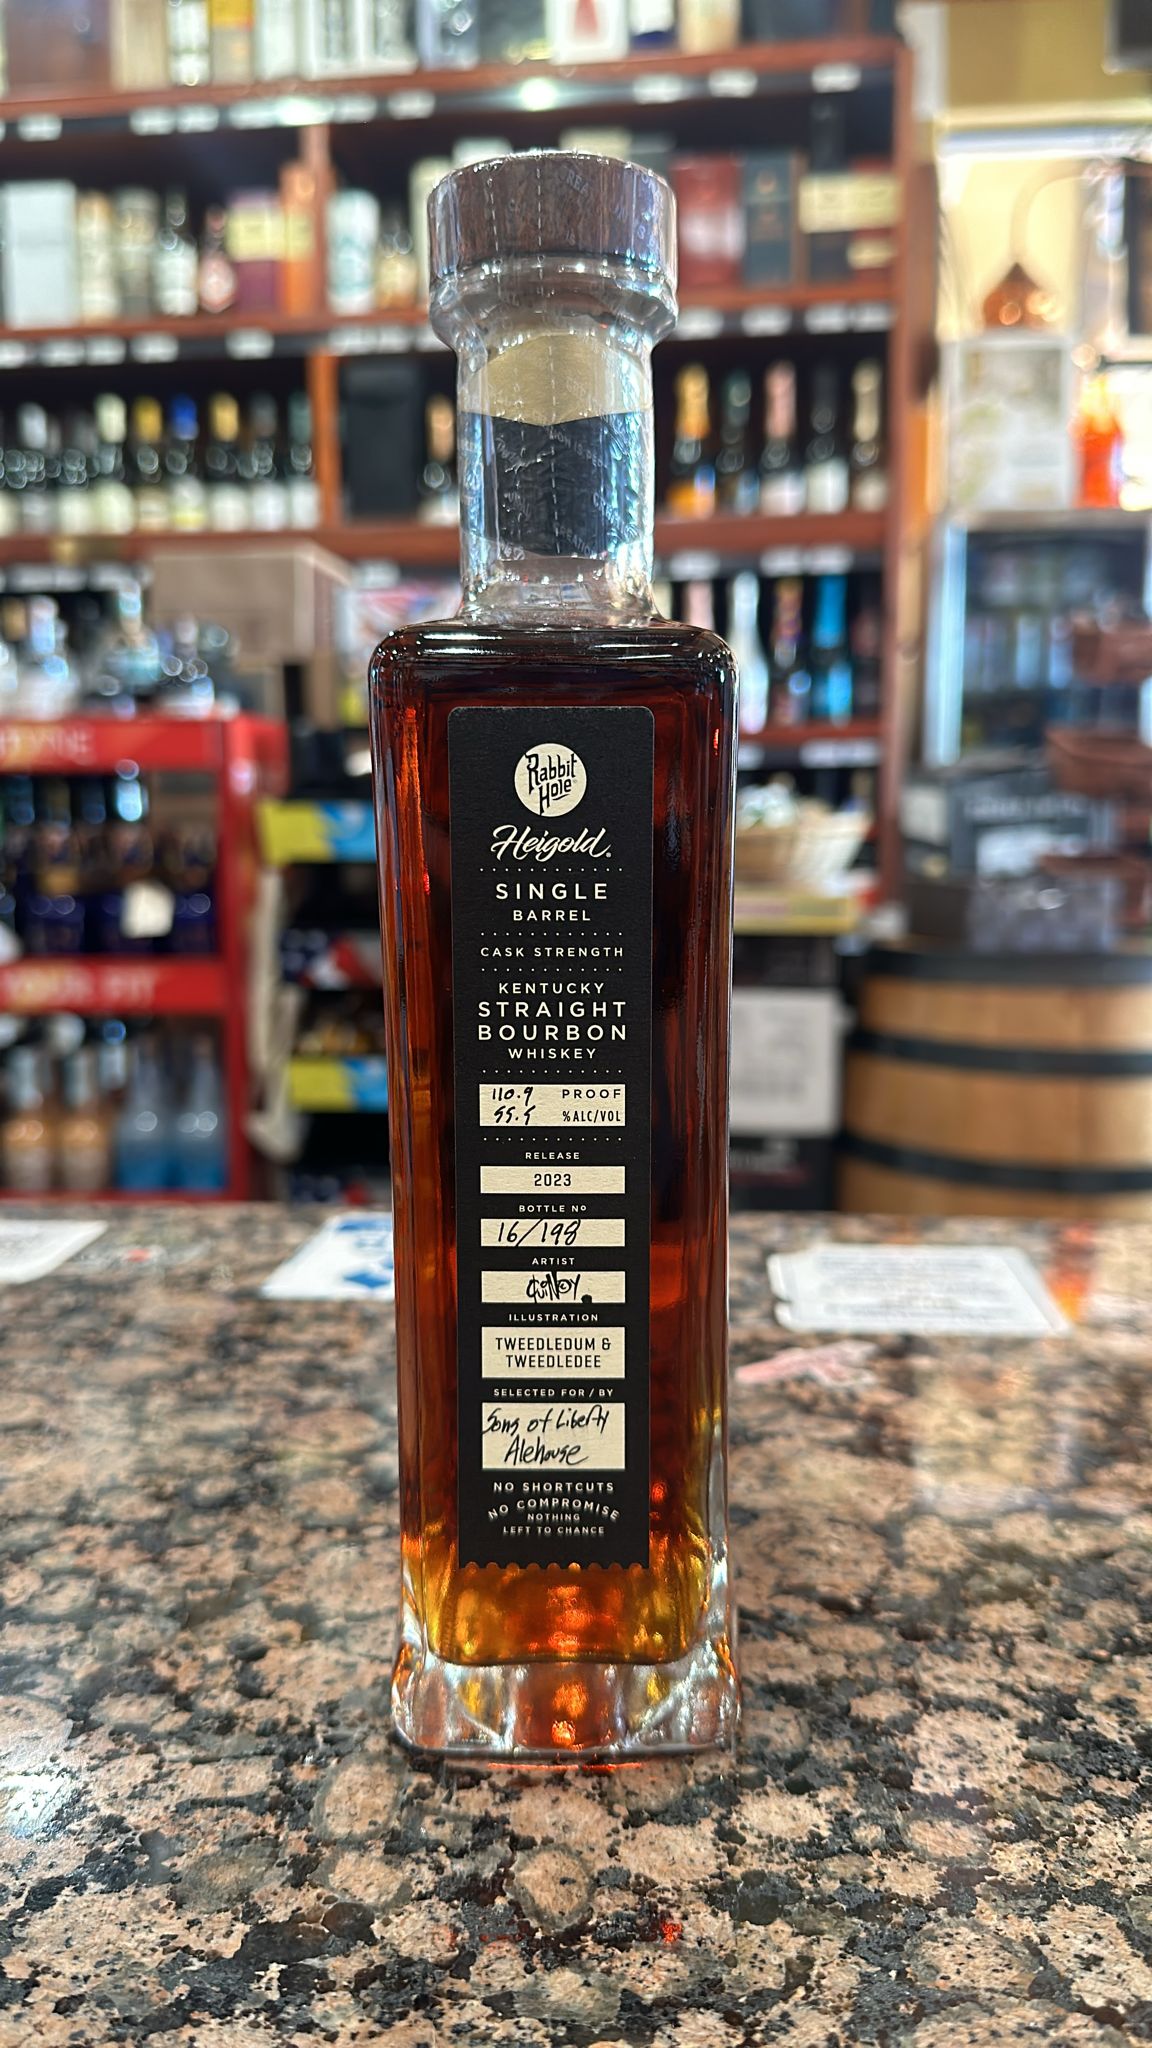 Rabbit
Hole
Heigold
SINGLE
BARREL
CASK STRENGTH
KENTUCKY
STRAIGHT
BOURBON
WHISKEY
110.9 PROOF
55.5 %ALC/VOL
RELEASE
2023
BOTTLE Nº
16/198
ARTIST
QUINCY
ILLUSTRATION
TWEEDLEDUM &
TWEEDLEDEE
SELECTED FOR / BY
Sons of Liberty
Alehouse
NO SHORTCUTS
NO COMPROMISE
NOTHING
LEFT TO CHANCE